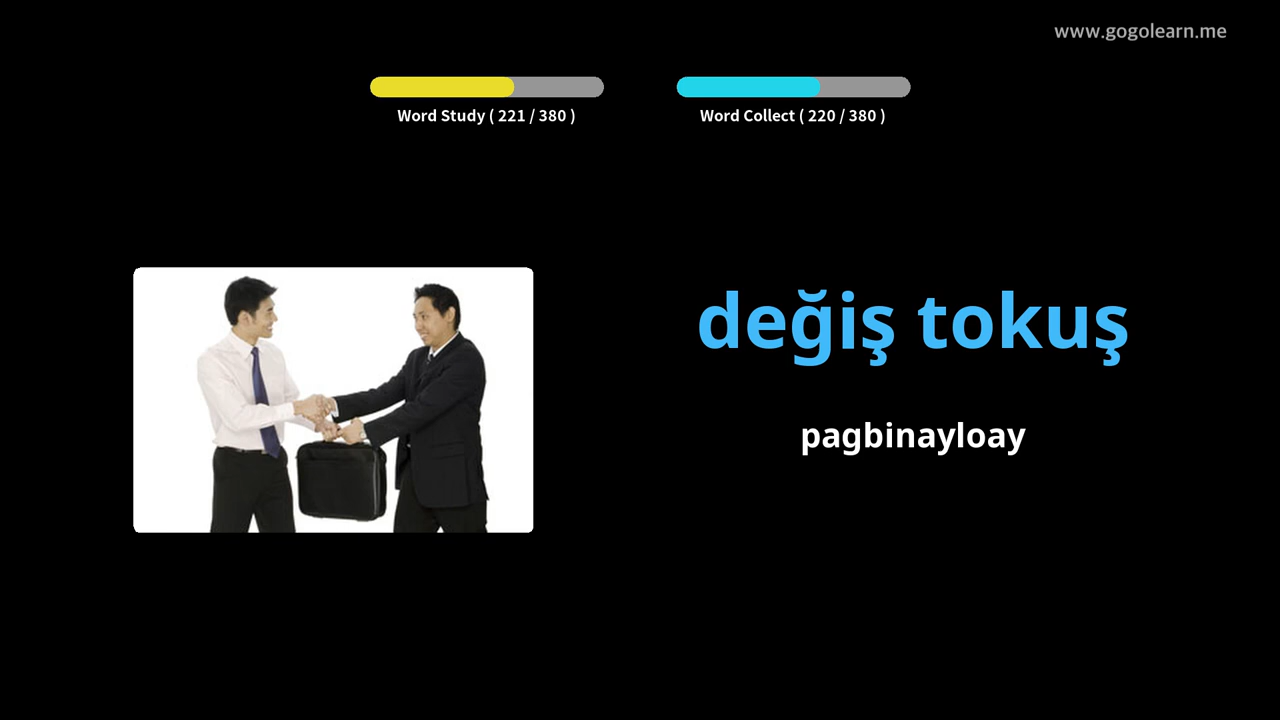 www.gogolearn.me
Word Study ( 221 / 380 )
Word Collect ( 220 / 380 )
değiş tokuş
pagbinayloay